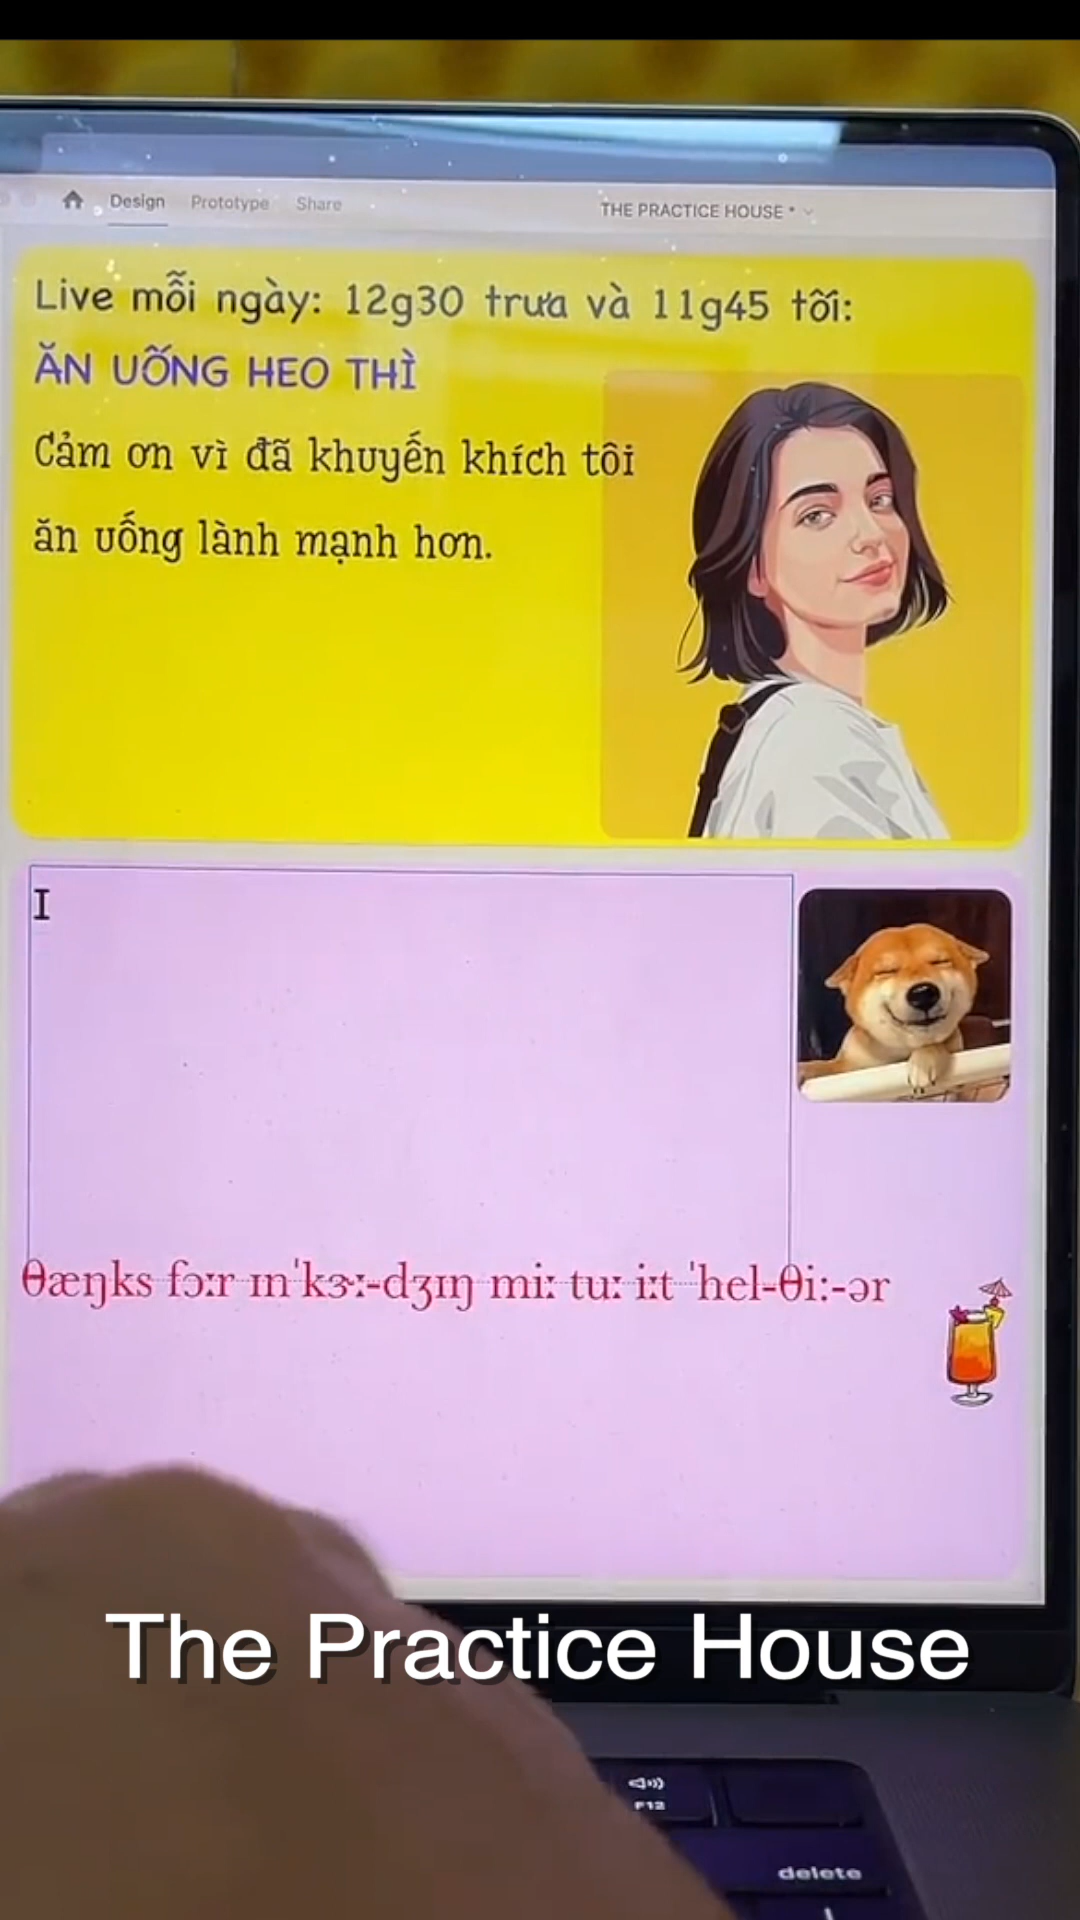 Design Prototype Share THE PRACTICE HOUSE *
Live mỗi ngày: 12g30 trưa và 11g45 tối:
ĂN UỐNG HEO THÌ
Cảm ơn vì đã khuyến khích tôi
ăn uống lành mạnh hơn.
I
θæŋks fɔːr ɪnˈkɝː-dʒɪŋ miː tuː iːt ˈhel-θiː-ər
The Practice House
F12
delete